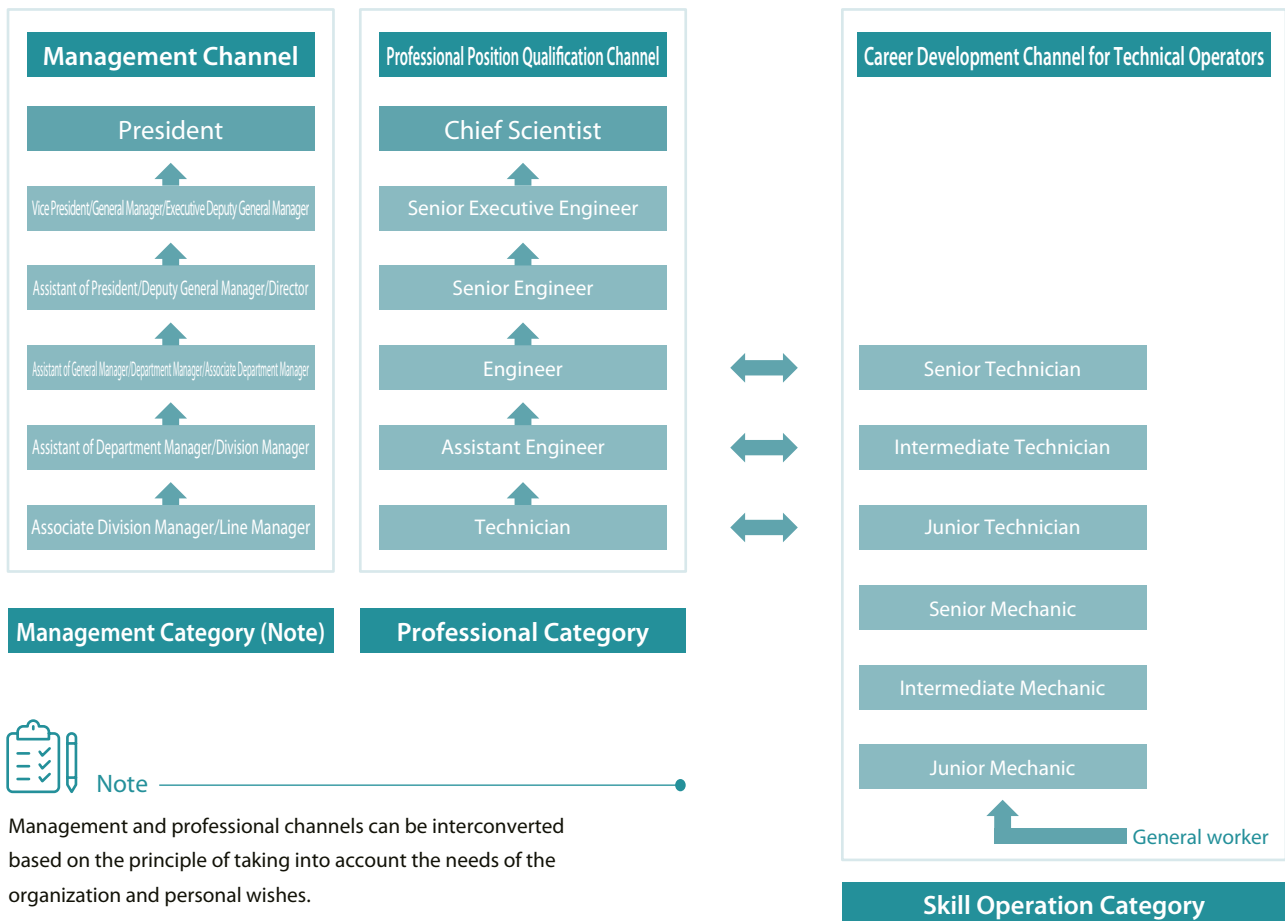 Management Channel
President
Vice President/General Manager/Executive Deputy General Manager
Assistant of President/Deputy General Manager/Director
Assistant of General Manager/Department Manager/Associate Department Manager
Assistant of Department Manager/Division Manager
Associate Division Manager/Line Manager
Management Category (Note)
Professional Position Qualification Channel
Chief Scientist
Senior Executive Engineer
Senior Engineer
Engineer
Assistant Engineer
Technician
Professional Category
Career Development Channel for Technical Operators
Senior Technician
Intermediate Technician
Junior Technician
Senior Mechanic
Intermediate Mechanic
Junior Mechanic
General worker
Skill Operation Category
Note
Management and professional channels can be interconverted
based on the principle of taking into account the needs of the
organization and personal wishes.